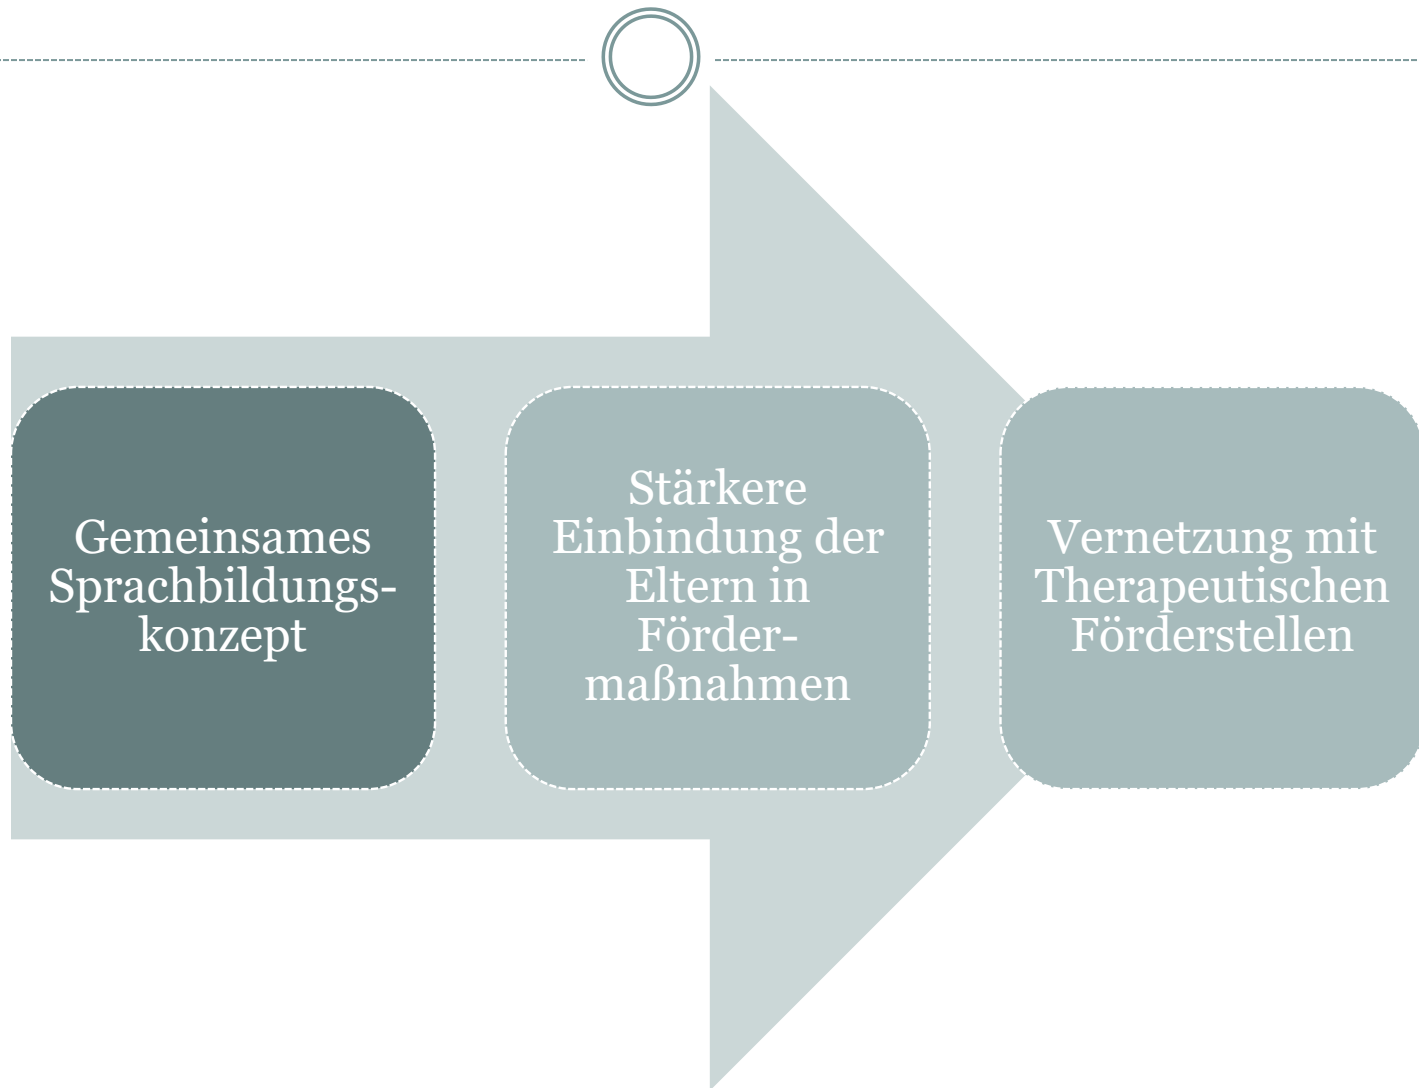 Gemeinsames
Sprachbildungs-
konzept
Stärkere
Einbindung der
Eltern in
Förder-
maßnahmen
Vernetzung mit
Therapeutischen
Förderstellen